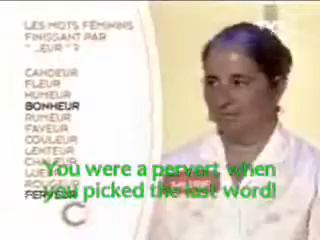 LES MOTS FÉMININS
FINISSANT PAR
" ...EUR " ?
CANDEUR
FLEUR
HUMEUR
BONHEUR
RUMEUR
FAVEUR
COULEUR
LENTEUR
You were a pervert when
you picked the last word!